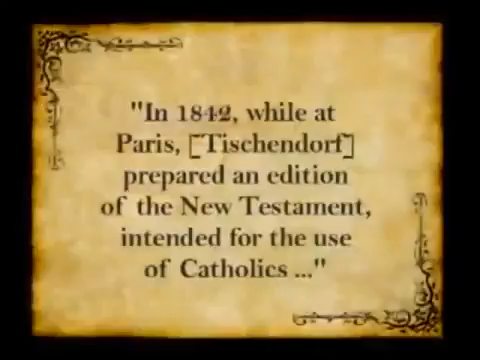 "In 1842, while at
Paris, [Tischendorf]
prepared an edition
of the New Testament,
intended for the use
of Catholics ..."